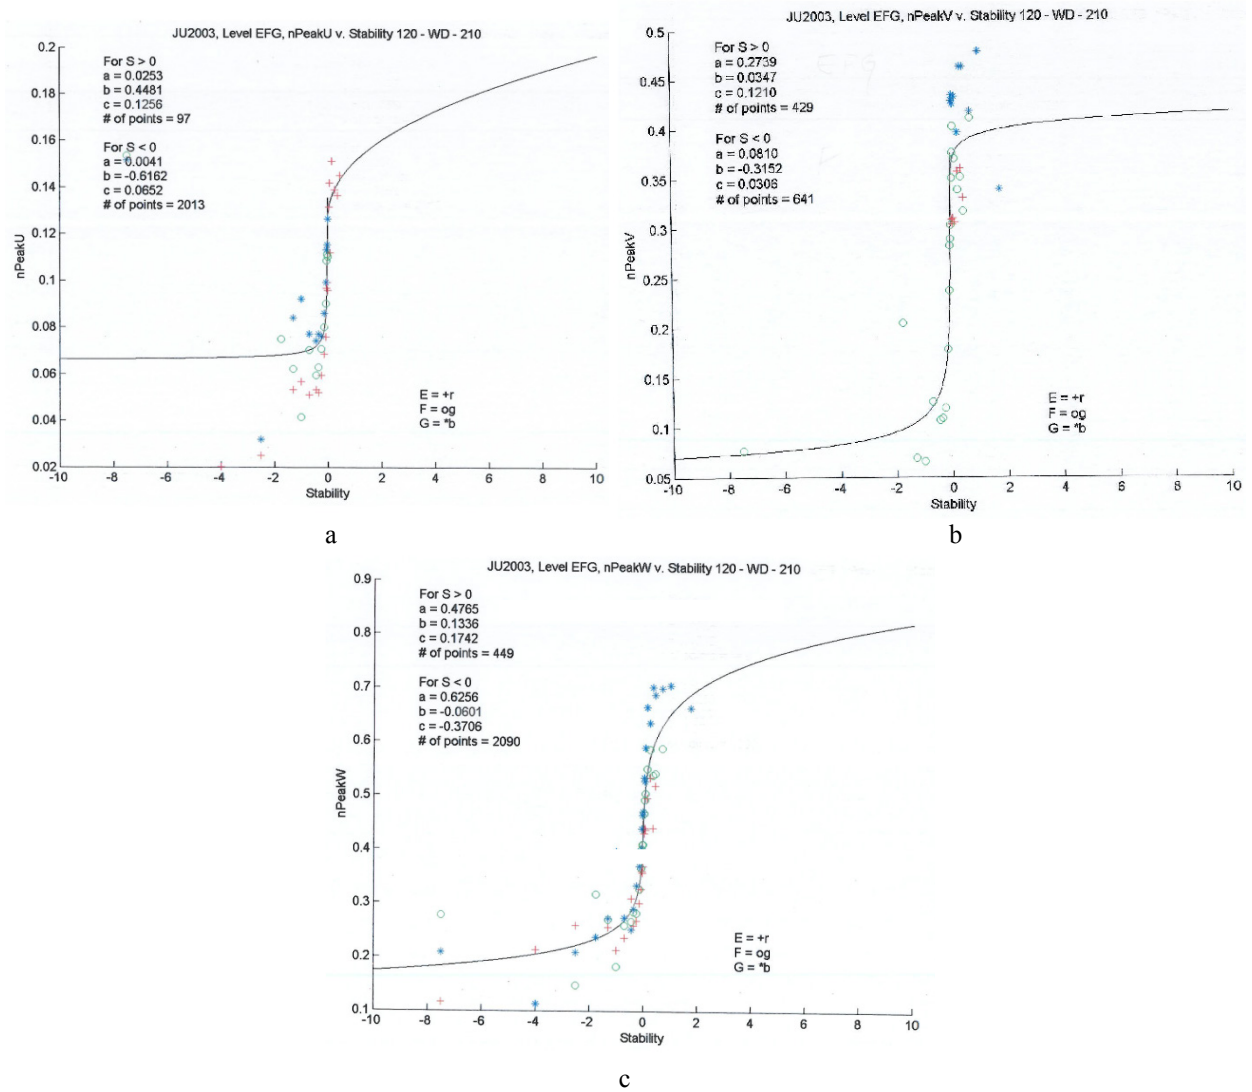 JU2003, Level EFG, nPeakU v. Stability 120 - WD - 210
0.2
0.18
0.16
0.14
0.12
0.1
0.08
0.06
0.04
0.02
nPeakU
For S > 0
a = 0.0253
b = 0.4481
c = 0.1256
# of points = 97
For S < 0
a = 0.0041
b = -0.6162
c = 0.0652
# of points = 2013
E = +r
F = og
G = *b
-10 -8 -6 -4 -2 0 2 4 6 8 10
Stability
a
JU2003, Level EFG, nPeakV v. Stability 120 - WD - 210
0.5
0.45
0.4
0.35
0.3
0.25
0.2
0.15
0.1
0.05
nPeakV
For S > 0
a = 0.2739
b = 0.0347
c = 0.1210
# of points = 429
For S < 0
a = 0.0810
b = -0.3152
c = 0.0306
# of points = 641
E = +r
F = og
G = *b
-10 -8 -6 -4 -2 0 2 4 6 8 10
Stability
b
JU2003, Level EFG, nPeakW v. Stability 120 - WD - 210
0.9
0.8
0.7
0.6
0.5
0.4
0.3
0.2
0.1
nPeakW
For S > 0
a = 0.4765
b = 0.1336
c = 0.1742
# of points = 449
For S < 0
a = 0.6256
b = -0.0601
c = -0.3706
# of points = 2090
E = +r
F = og
G = *b
-10 -8 -6 -4 -2 0 2 4 6 8 10
Stability
c